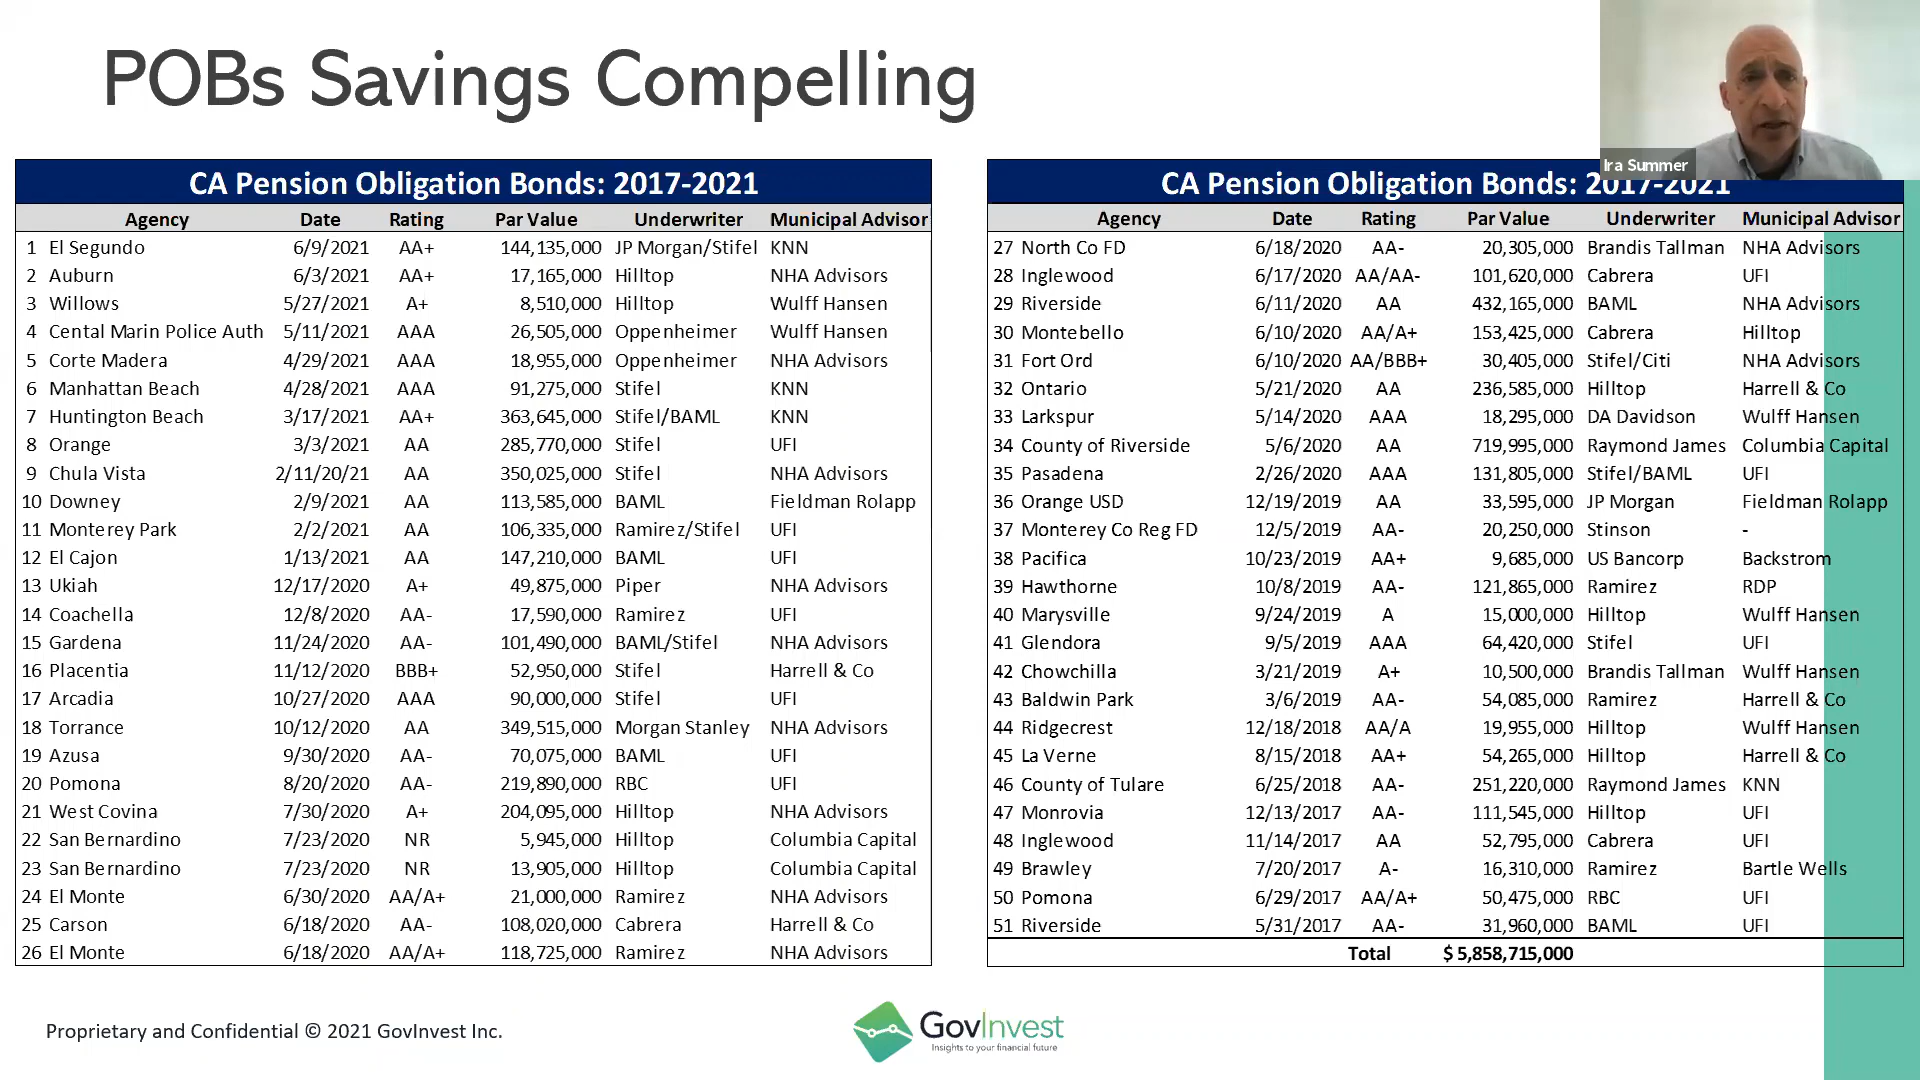 POBs Savings Compelling
Ira Summer
CA Pension Obligation Bonds: 2017-2021
Agency Date Rating Par Value Underwriter Municipal Advisor
1 El Segundo 6/9/2021 AA+ 144,135,000 JP Morgan/Stifel KNN
2 Auburn 6/3/2021 AA+ 17,165,000 Hilltop NHA Advisors
3 Willows 5/27/2021 A+ 8,510,000 Hilltop Wulff Hansen
4 Cental Marin Police Auth 5/11/2021 AAA 26,505,000 Oppenheimer Wulff Hansen
5 Corte Madera 4/29/2021 AAA 18,955,000 Oppenheimer NHA Advisors
6 Manhattan Beach 4/28/2021 AAA 91,275,000 Stifel KNN
7 Huntington Beach 3/17/2021 AA+ 363,645,000 Stifel/BAML KNN
8 Orange 3/3/2021 AA 285,770,000 Stifel UFI
9 Chula Vista 2/11/20/21 AA 350,025,000 Stifel NHA Advisors
10 Downey 2/9/2021 AA 113,585,000 BAML Fieldman Rolapp
11 Monterey Park 2/2/2021 AA 106,335,000 Ramirez/Stifel UFI
12 El Cajon 1/13/2021 AA 147,210,000 BAML UFI
13 Ukiah 12/17/2020 A+ 49,875,000 Piper NHA Advisors
14 Coachella 12/8/2020 AA- 17,590,000 Ramirez UFI
15 Gardena 11/24/2020 AA- 101,490,000 BAML/Stifel NHA Advisors
16 Placentia 11/12/2020 BBB+ 52,950,000 Stifel Harrell & Co
17 Arcadia 10/27/2020 AAA 90,000,000 Stifel UFI
18 Torrance 10/12/2020 AA 349,515,000 Morgan Stanley NHA Advisors
19 Azusa 9/30/2020 AA- 70,075,000 BAML UFI
20 Pomona 8/20/2020 AA- 219,890,000 RBC UFI
21 West Covina 7/30/2020 A+ 204,095,000 Hilltop NHA Advisors
22 San Bernardino 7/23/2020 NR 5,945,000 Hilltop Columbia Capital
23 San Bernardino 7/23/2020 NR 13,905,000 Hilltop Columbia Capital
24 El Monte 6/30/2020 AA/A+ 21,000,000 Ramirez NHA Advisors
25 Carson 6/18/2020 AA- 108,020,000 Cabrera Harrell & Co
26 El Monte 6/18/2020 AA/A+ 118,725,000 Ramirez NHA Advisors
CA Pension Obligation Bonds: 2017-2021
Agency Date Rating Par Value Underwriter Municipal Advisor
27 North Co FD 6/18/2020 AA- 20,305,000 Brandis Tallman NHA Advisors
28 Inglewood 6/17/2020 AA/AA- 101,620,000 Cabrera UFI
29 Riverside 6/11/2020 AA 432,165,000 BAML NHA Advisors
30 Montebello 6/10/2020 AA/A+ 153,425,000 Cabrera Hilltop
31 Fort Ord 6/10/2020 AA/BBB+ 30,405,000 Stifel/Citi NHA Advisors
32 Ontario 5/21/2020 AA 236,585,000 Hilltop Harrell & Co
33 Larkspur 5/14/2020 AAA 18,295,000 DA Davidson Wulff Hansen
34 County of Riverside 5/6/2020 AA 719,995,000 Raymond James Columbia Capital
35 Pasadena 2/26/2020 AAA 131,805,000 Stifel/BAML UFI
36 Orange USD 12/19/2019 AA 33,595,000 JP Morgan Fieldman Rolapp
37 Monterey Co Reg FD 12/5/2019 AA- 20,250,000 Stinson -
38 Pacifica 10/23/2019 AA+ 9,685,000 US Bancorp Backstrom
39 Hawthorne 10/8/2019 AA- 121,865,000 Ramirez RDP
40 Marysville 9/24/2019 A 15,000,000 Hilltop Wulff Hansen
41 Glendora 9/5/2019 AAA 64,420,000 Stifel UFI
42 Chowchilla 3/21/2019 A+ 10,500,000 Brandis Tallman Wulff Hansen
43 Baldwin Park 3/6/2019 AA- 54,085,000 Ramirez Harrell & Co
44 Ridgecrest 12/18/2018 AA/A 19,955,000 Hilltop Wulff Hansen
45 La Verne 8/15/2018 AA+ 54,265,000 Hilltop Harrell & Co
46 County of Tulare 6/25/2018 AA- 251,220,000 Raymond James KNN
47 Monrovia 12/13/2017 AA- 111,545,000 Hilltop UFI
48 Inglewood 11/14/2017 AA 52,795,000 Cabrera UFI
49 Brawley 7/20/2017 A- 16,310,000 Ramirez Bartle Wells
50 Pomona 6/29/2017 AA/A+ 50,475,000 RBC UFI
51 Riverside 5/31/2017 AA- 31,960,000 BAML UFI
Total $ 5,858,715,000
Proprietary and Confidential © 2021 GovInvest Inc.
GovInvest
Insights to your financial future